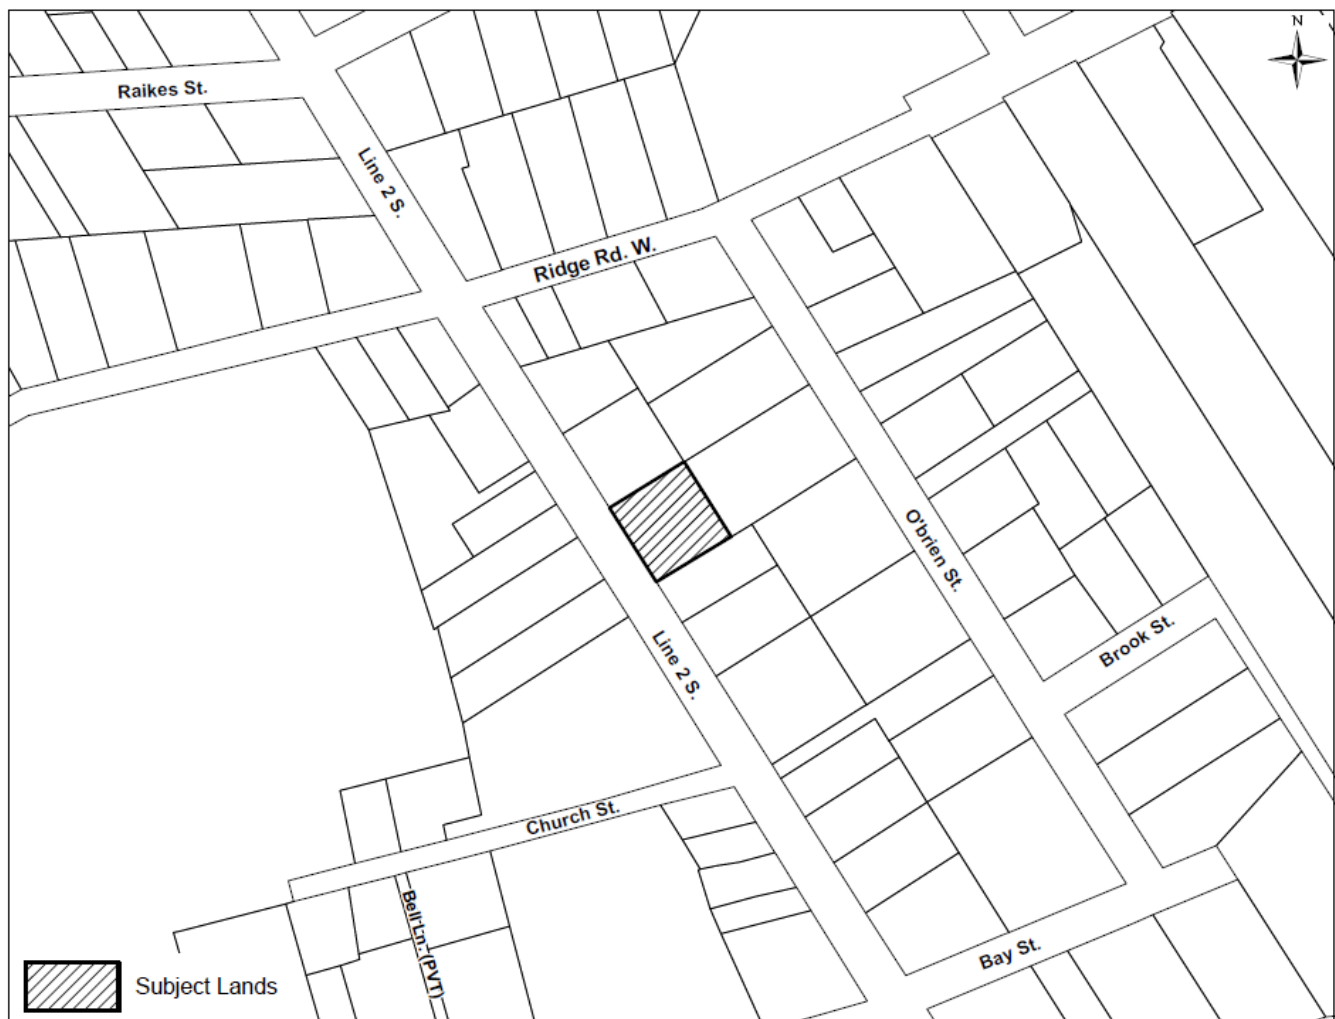 N
Raikes St.
Line 2 S.
Ridge Rd. W.
O'brien St.
Line 2 S.
Brook St.
Church St.
Bell Ln. (PVT)
Bay St.
Subject Lands